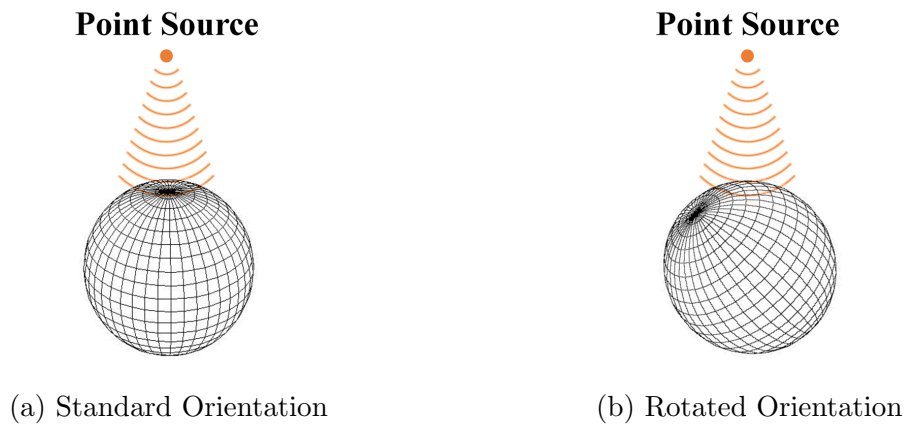 Point Source
Point Source
(a) Standard Orientation
(b) Rotated Orientation